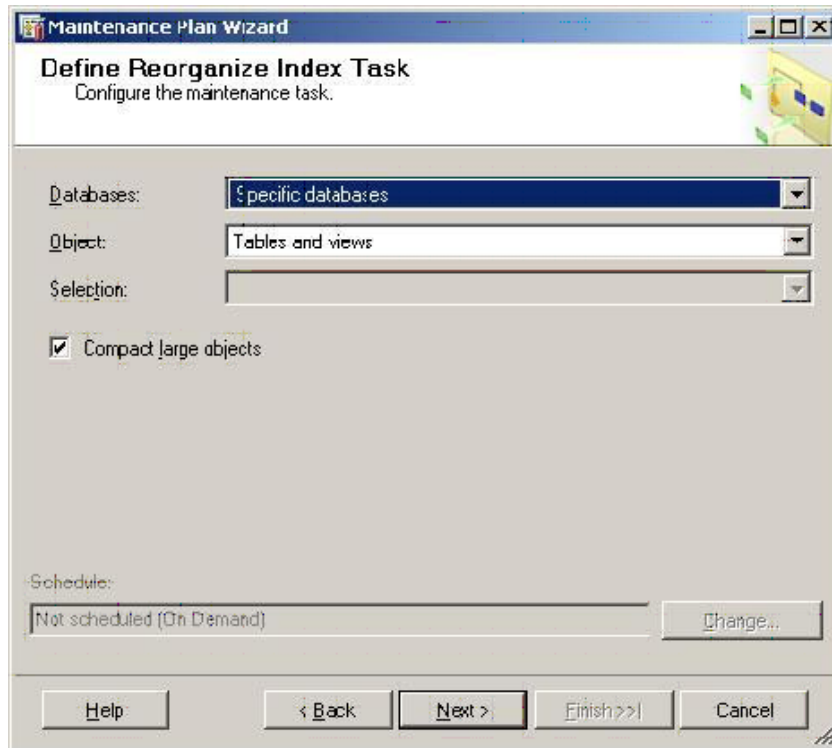 Maintenance Plan Wizard
Define Reorganize Index Task
Configure the maintenance task.
Databases: Specific databases
Object: Tables and views
Selection:
Compact large objects
Schedule:
Not scheduled (On Demand) Change...
Help < Back Next > Finish >>| Cancel